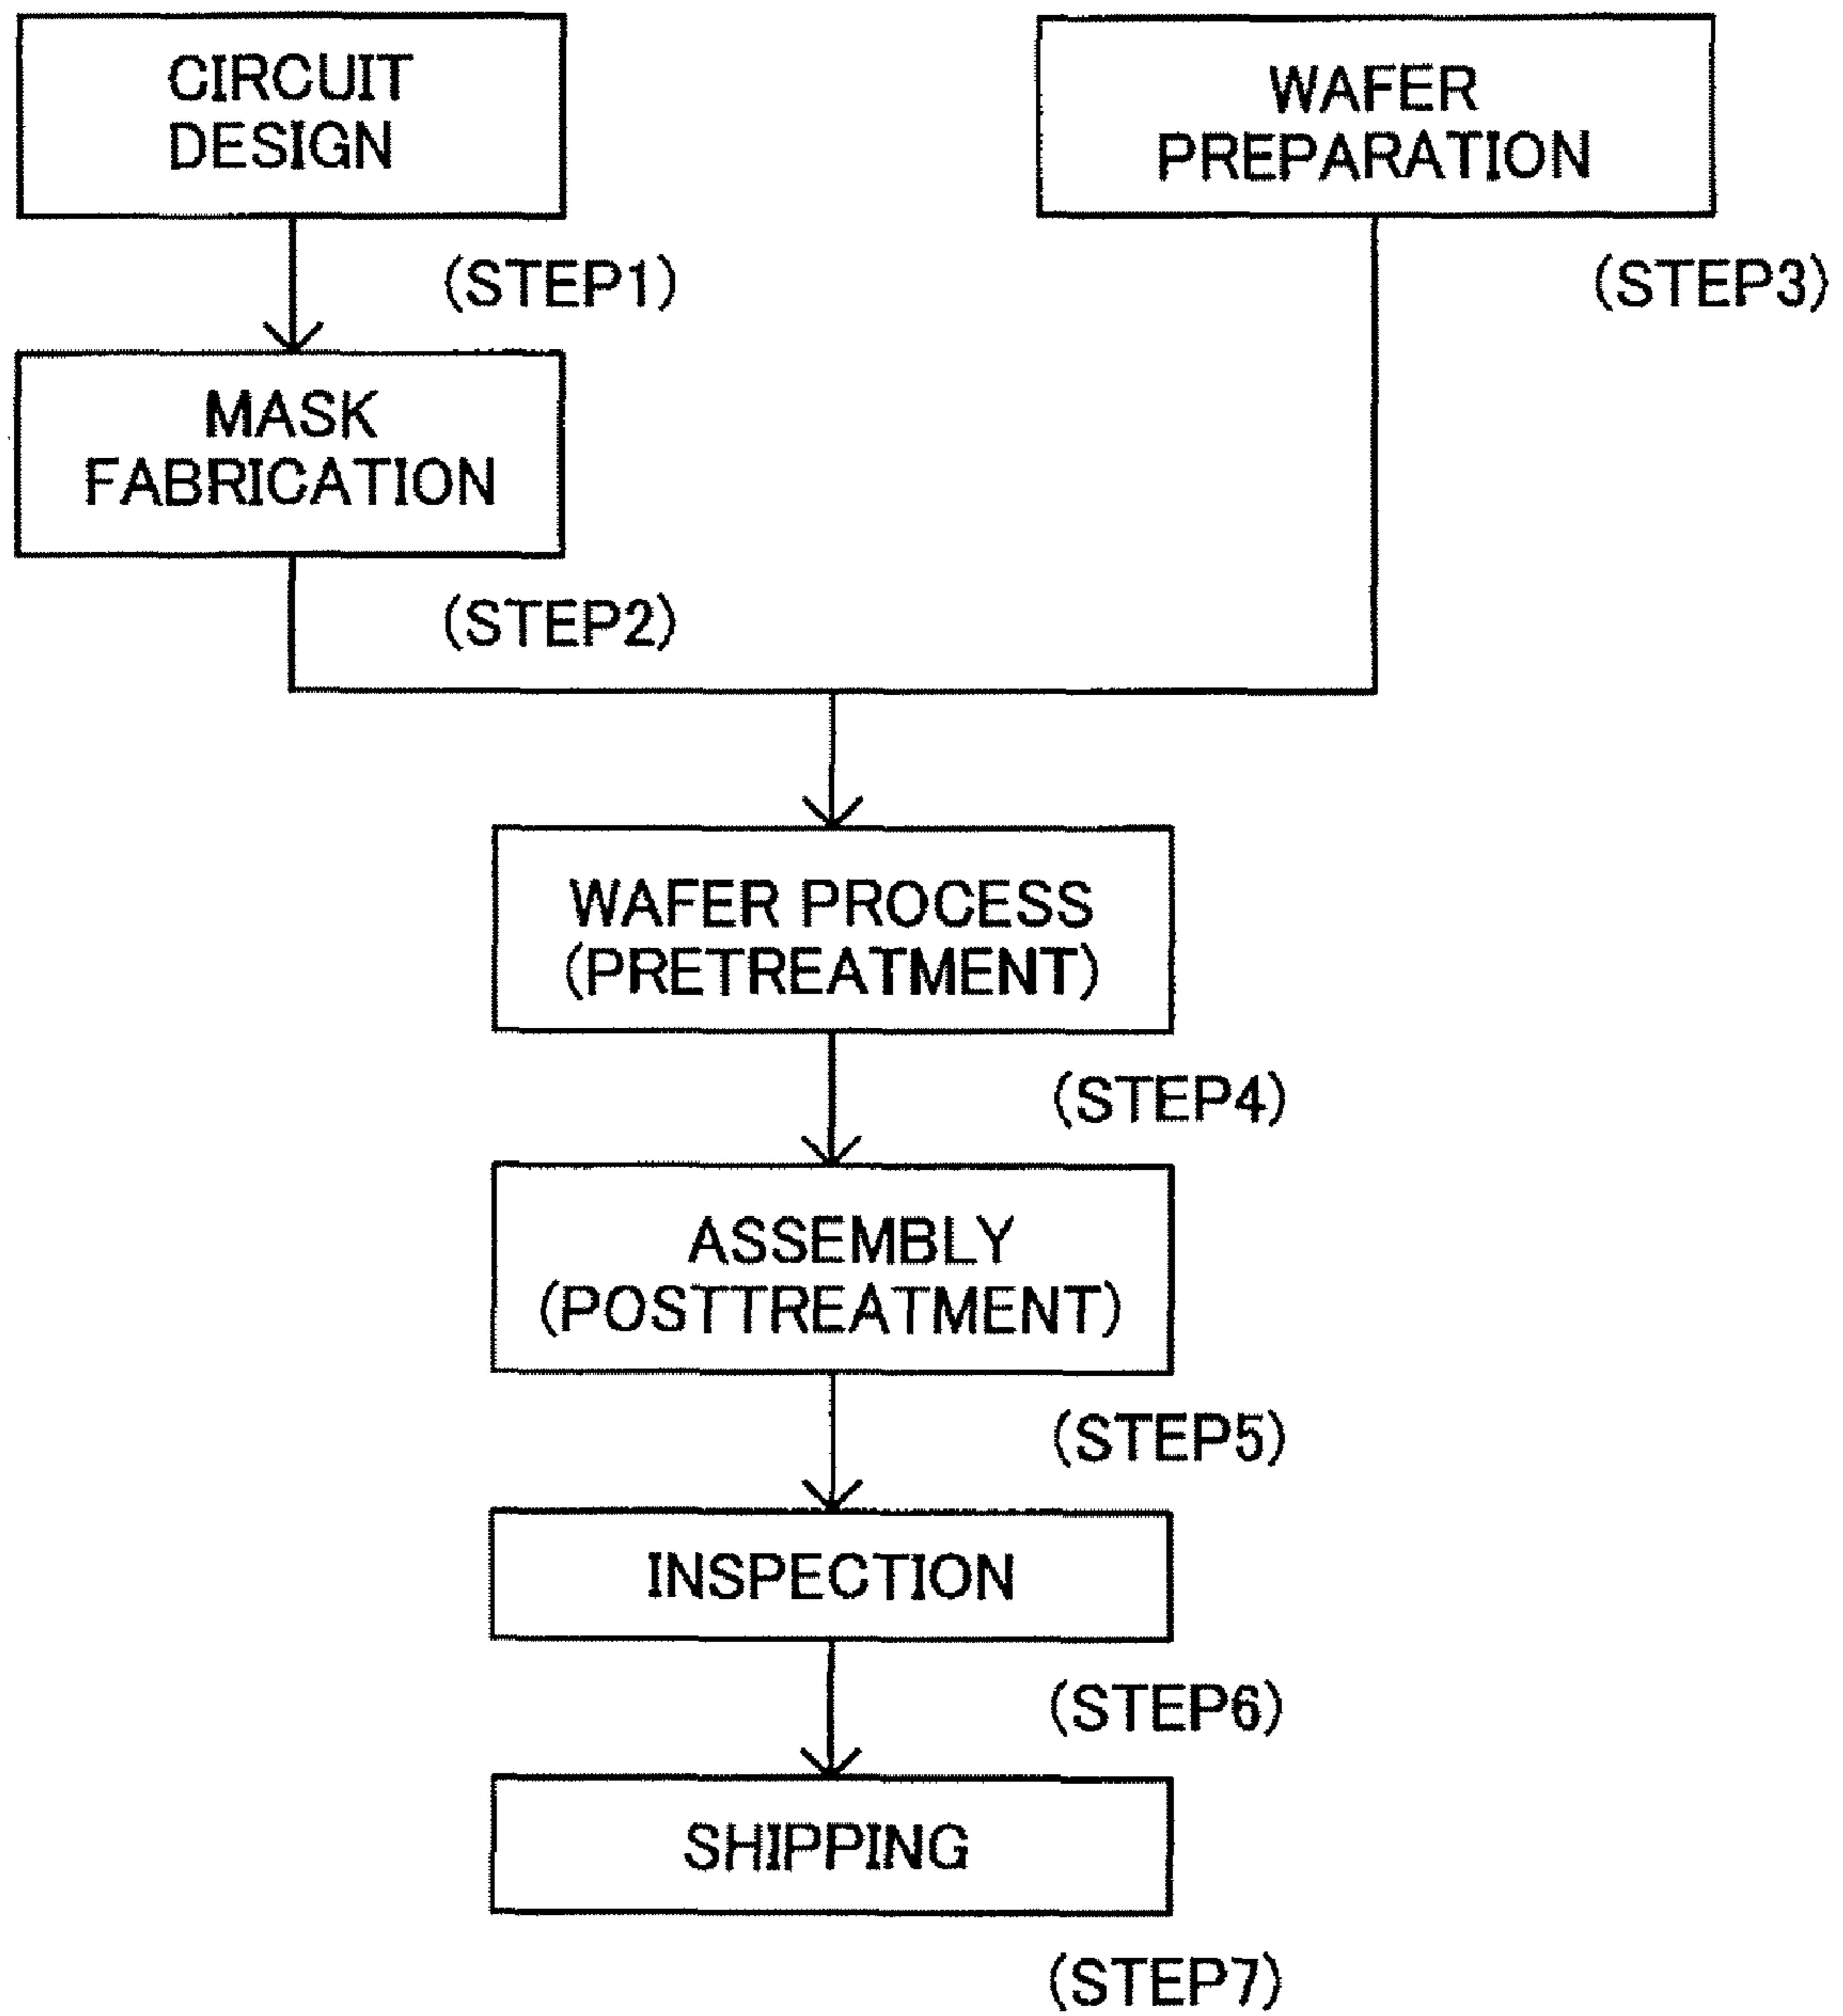 CIRCUIT
DESIGN
(STEP1)
MASK
FABRICATION
(STEP2)
WAFER
PREPARATION
(STEP3)
WAFER PROCESS
(PRETREATMENT)
(STEP4)
ASSEMBLY
(POSTTREATMENT)
(STEP5)
INSPECTION
(STEP6)
SHIPPING
(STEP7)